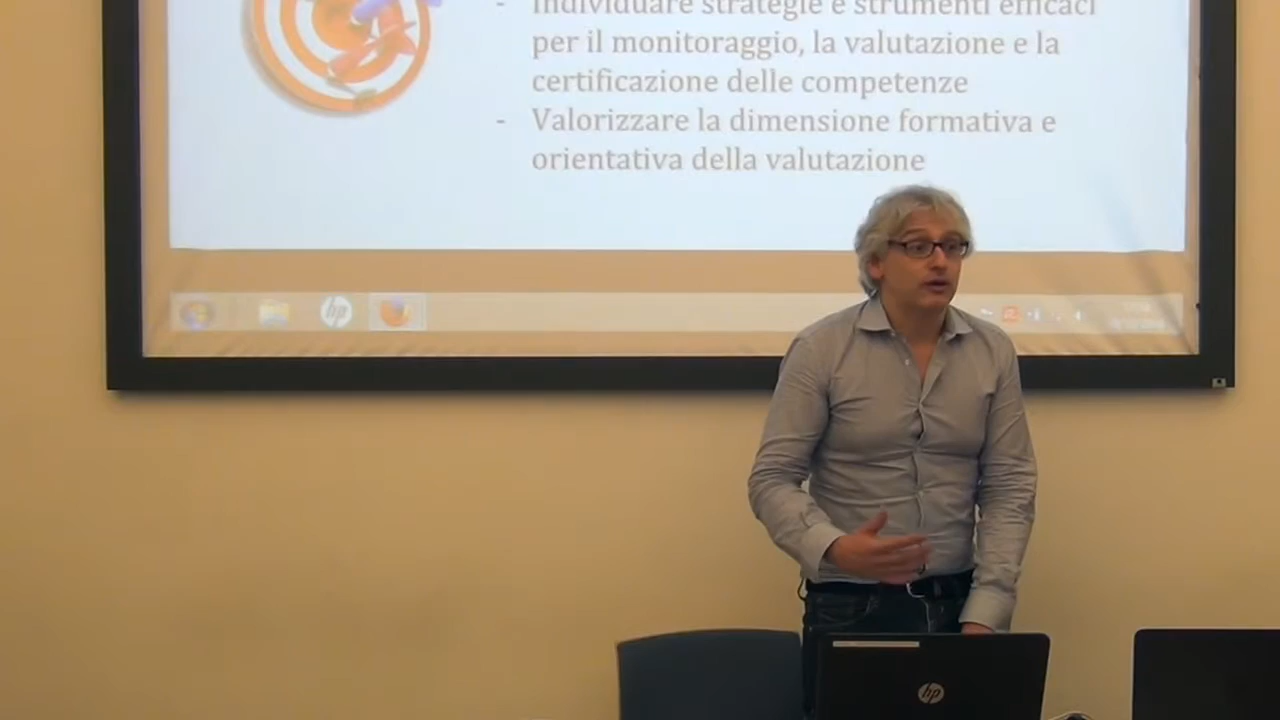 - Individuare strategie e strumenti efficaci
per il monitoraggio, la valutazione e la
certificazione delle competenze
- Valorizzare la dimensione formativa e
orientativa della valutazione
hp
hp